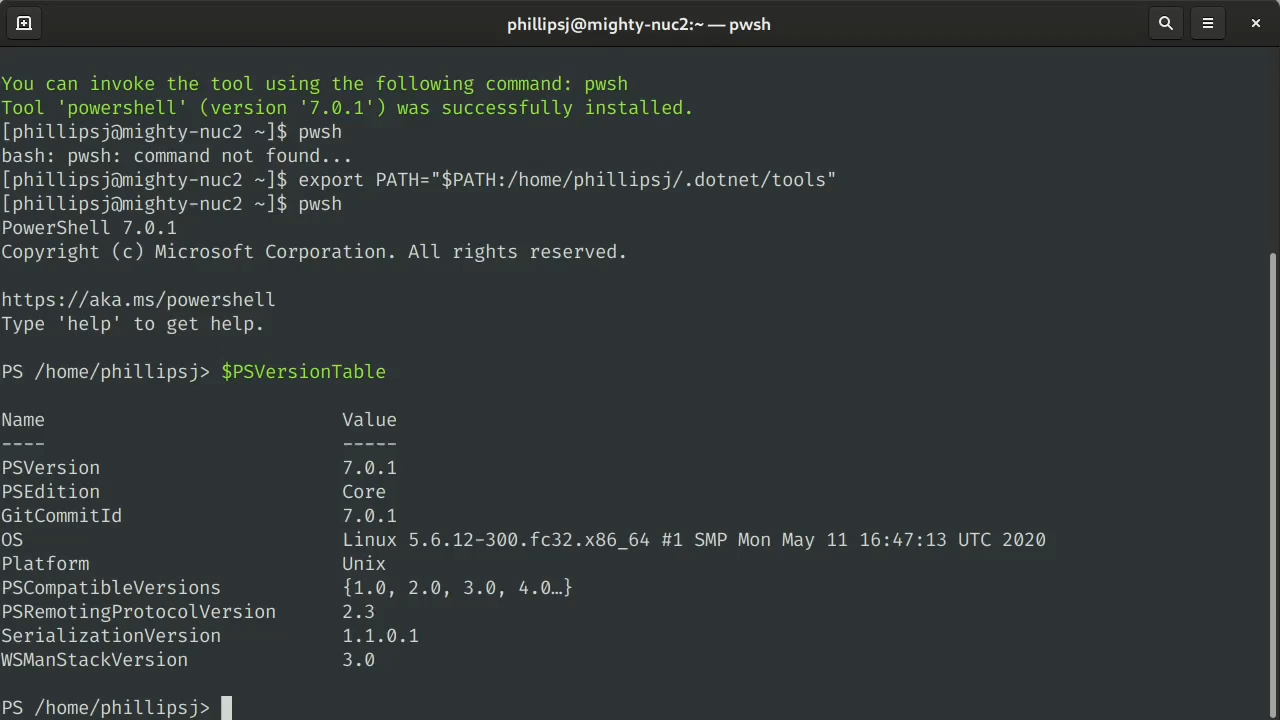 phillipsj@mighty-nuc2:~ — pwsh
You can invoke the tool using the following command: pwsh
Tool 'powershell' (version '7.0.1') was successfully installed.
[phillipsj@mighty-nuc2 ~]$ pwsh
bash: pwsh: command not found...
[phillipsj@mighty-nuc2 ~]$ export PATH="$PATH:/home/phillipsj/.dotnet/tools"
[phillipsj@mighty-nuc2 ~]$ pwsh
PowerShell 7.0.1
Copyright (c) Microsoft Corporation. All rights reserved.
https://aka.ms/powershell
Type 'help' to get help.
PS /home/phillipsj> $PSVersionTable
Name                           Value
----                           -----
PSVersion                      7.0.1
PSEdition                      Core
GitCommitId                    7.0.1
OS                             Linux 5.6.12-300.fc32.x86_64 #1 SMP Mon May 11 16:47:13 UTC 2020
Platform                       Unix
PSCompatibleVersions           {1.0, 2.0, 3.0, 4.0…}
PSRemotingProtocolVersion      2.3
SerializationVersion           1.1.0.1
WSManStackVersion              3.0
PS /home/phillipsj>